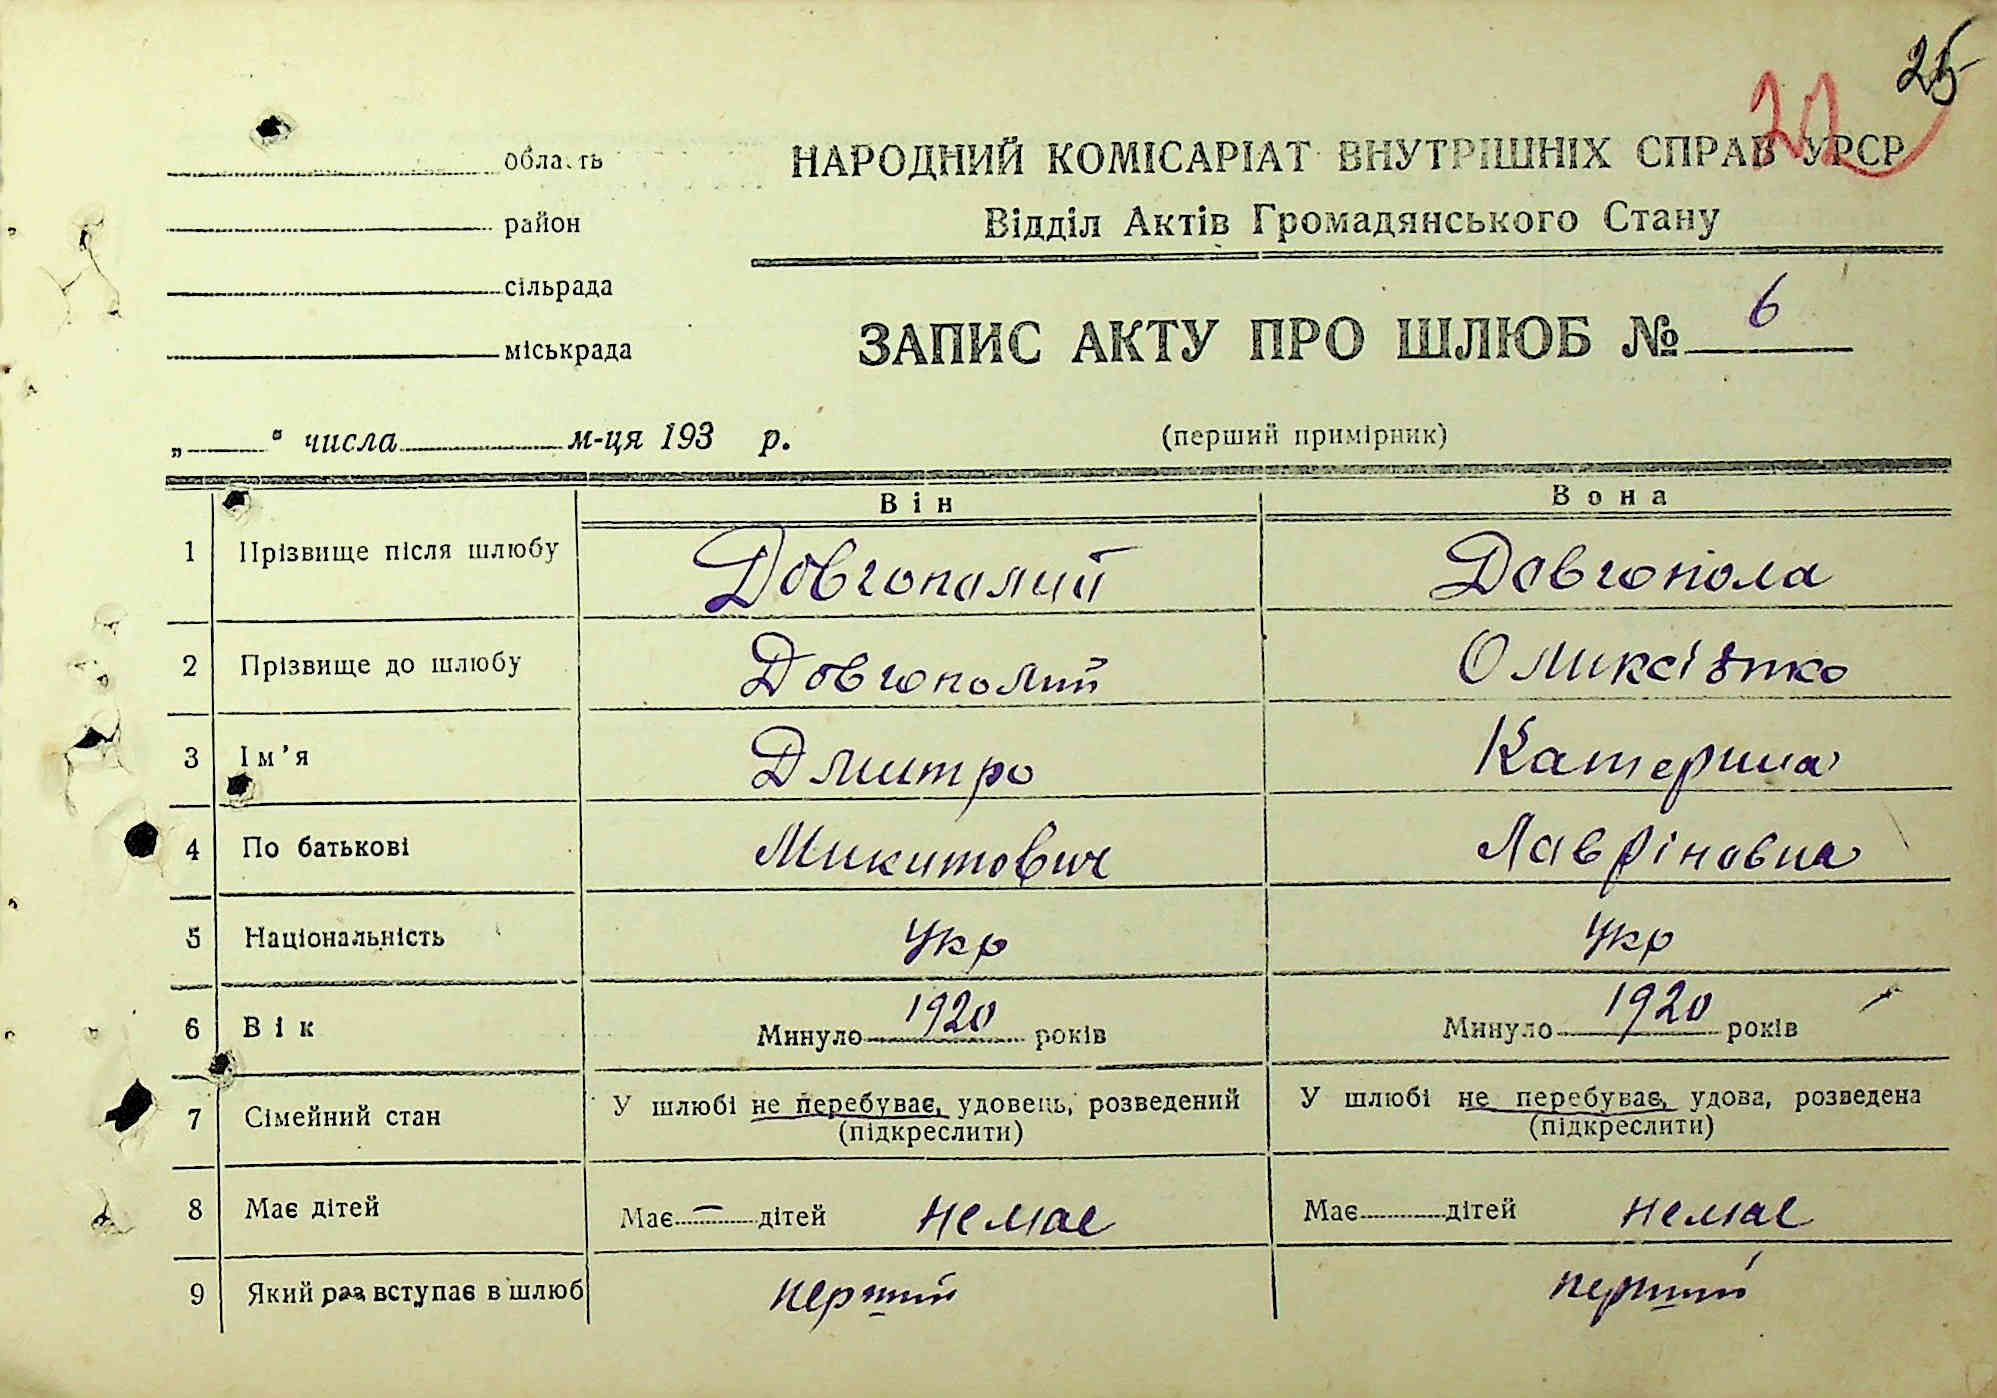 25
22
область
район
сільрада
міськрада
НАРОДНИЙ КОМІСАРІАТ ВНУТРІШНІХ СПРАВ УРСР
Відділ Актів Громадянського Стану
ЗАПИС АКТУ ПРО ШЛЮБ № 6
„ " числа м-ця 193 р.
(перший примірник)
Він Вона
1 Прізвище після шлюбу Довгополий Довгопола
2 Прізвище до шлюбу Довгополий
3 Ім'я Дмитро Катерина
4 По батькові Микитович Лавріновна
5 Національність Укр Укр
6 Вік Минуло 1920 років Минуло 1920 років
7 Сімейний стан У шлюбі не перебуває, удовець, розведений У шлюбі не перебуває, удова, розведена
(підкреслити) (підкреслити)
8 Має дітей Має – дітей немає Має дітей немає
9 Який раз вступає в шлюб перший перший